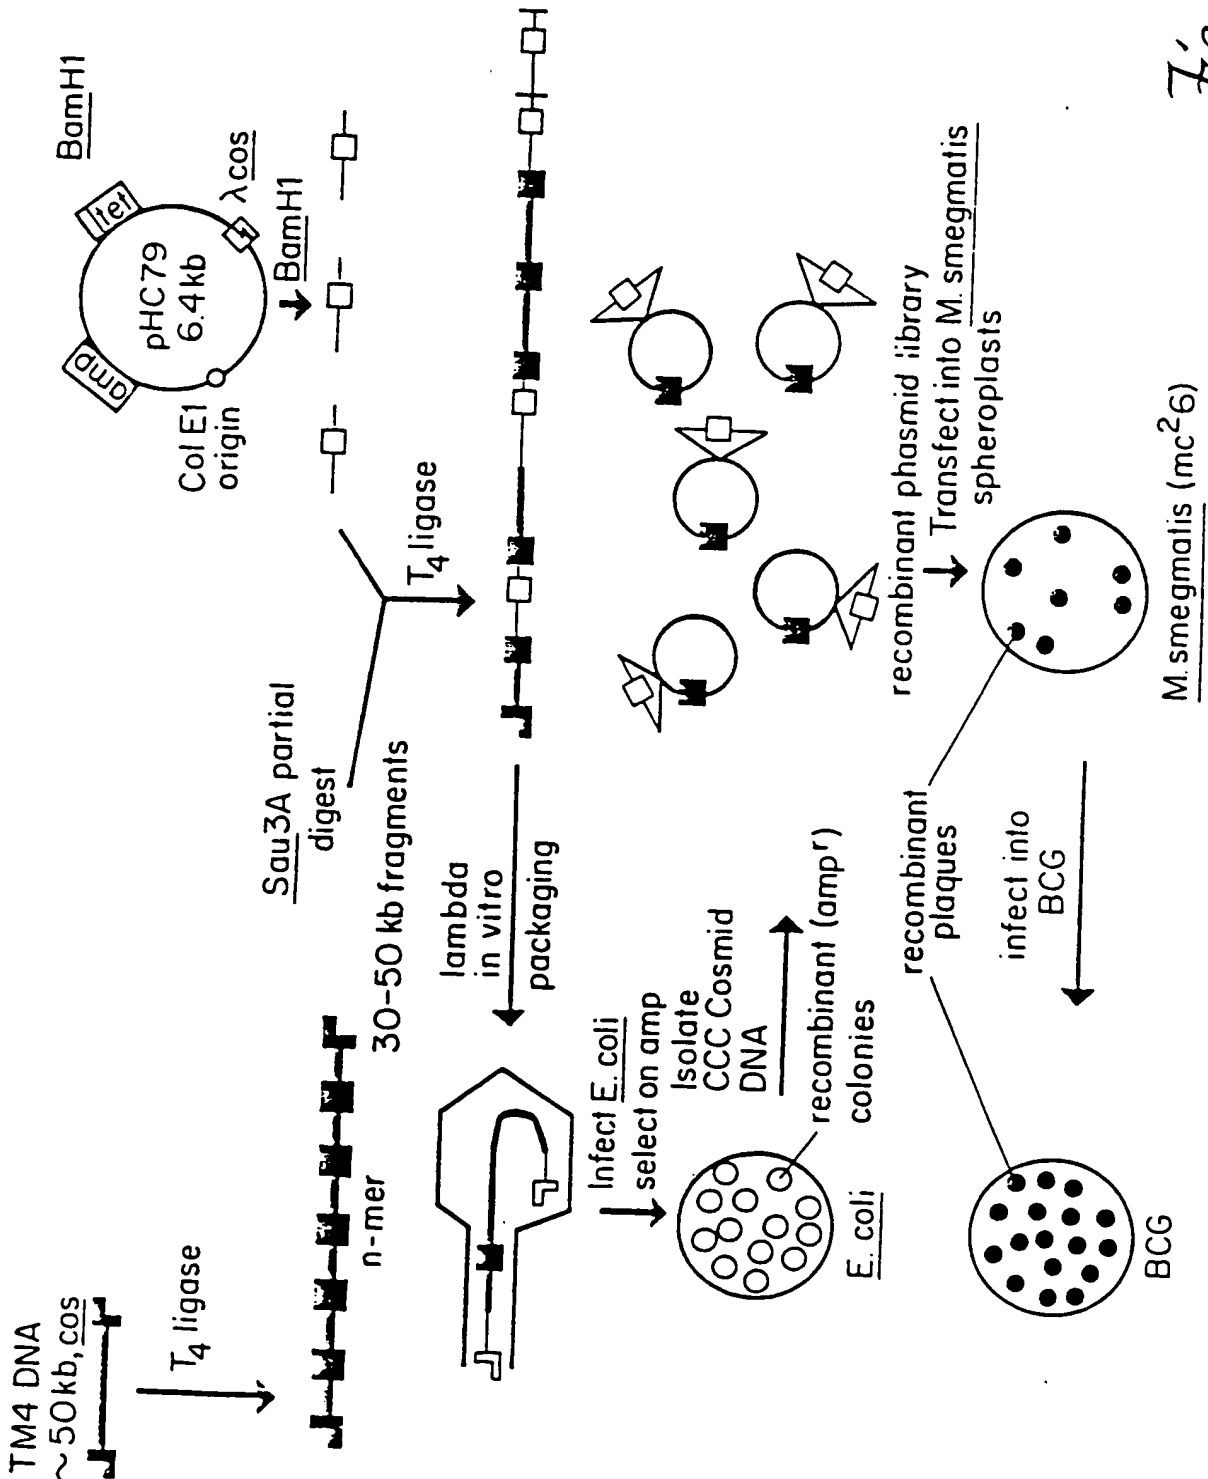 TM4 DNA
~50kb, cos
T4 ligase
n-mer
30-50 kb fragments
Sau3A partial
digest
BamH1
amp
tet
pHC79
6.4kb
λcos
Col E1
origin
BamH1
T4 ligase
lambda
in vitro
packaging
Infect E. coli
select on amp
E. coli
Isolate
CCC Cosmid
DNA
recombinant (ampr)
colonies
recombinant phasmid library
Transfect into M. smegmatis
spheroplasts
M. smegmatis (mc26)
recombinant
plaques
infect into
BCG
BCG